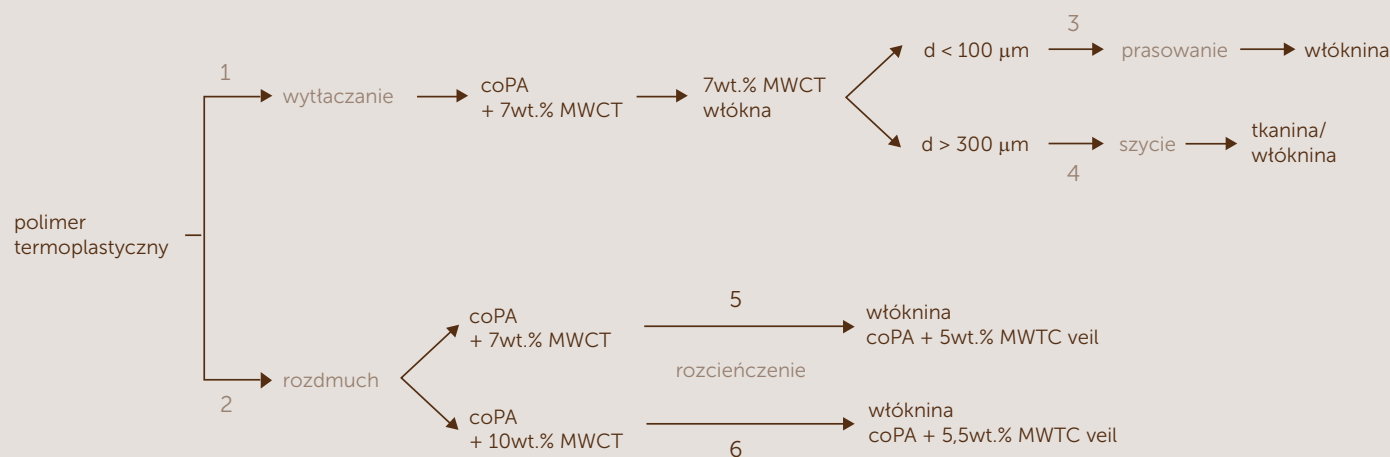 polimer
termoplastyczny
1
wytłaczanie
coPA
+ 7wt.% MWCT
7wt.% MWCT
włókna
d < 100 μm
3
prasowanie
włóknina
d > 300 μm
4
szycie
tkanina/
włóknina
2
rozdmuch
coPA
+ 7wt.% MWCT
5
włóknina
coPA + 5wt.% MWTC veil
rozcieńczenie
coPA
+ 10wt.% MWCT
6
włóknina
coPA + 5,5wt.% MWTC veil